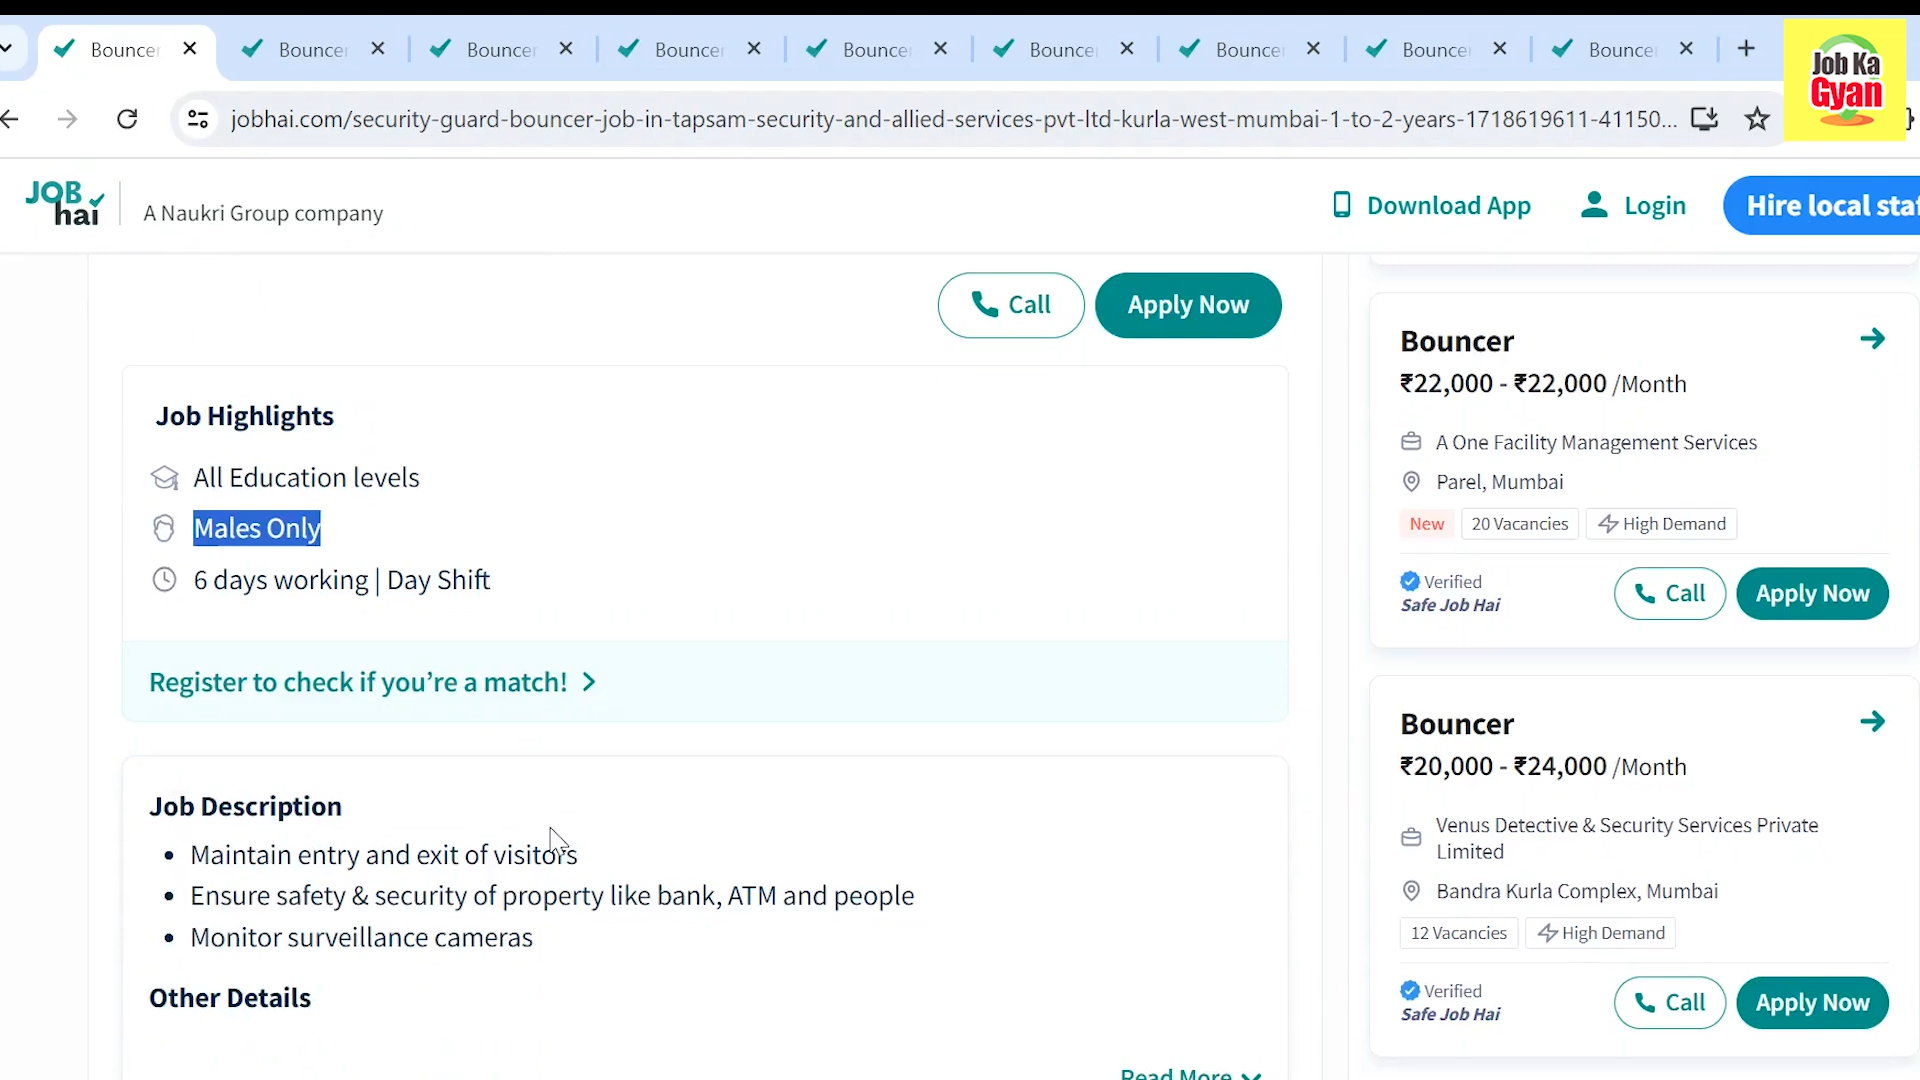 Bouncer
Bouncer
Bouncer
Bouncer
Bouncer
Bounce
Bouncer
Bouncer
Bounce
Job Ka
Gyan
jobhai.com/security-guard-bouncer-job-in-tapsam-security-and-allied-services-pvt-ltd-kurla-west-mumbai-1-to-2-years-1718619611-41150...
JOB
hai
A Naukri Group company
Download App
Login
Hire local staf
Call
Apply Now
Job Highlights
All Education levels
Males Only
6 days working | Day Shift
Register to check if you’re a match!
Job Description
• Maintain entry and exit of visitors
• Ensure safety & security of property like bank, ATM and people
• Monitor surveillance cameras
Other Details
Read More
Bouncer
₹22,000 - ₹22,000 /Month
A One Facility Management Services
Parel, Mumbai
New
20 Vacancies
High Demand
Verified
Safe Job Hai
Call
Apply Now
Bouncer
₹20,000 - ₹24,000 /Month
Venus Detective & Security Services Private
Limited
Bandra Kurla Complex, Mumbai
12 Vacancies
High Demand
Verified
Safe Job Hai
Call
Apply Now